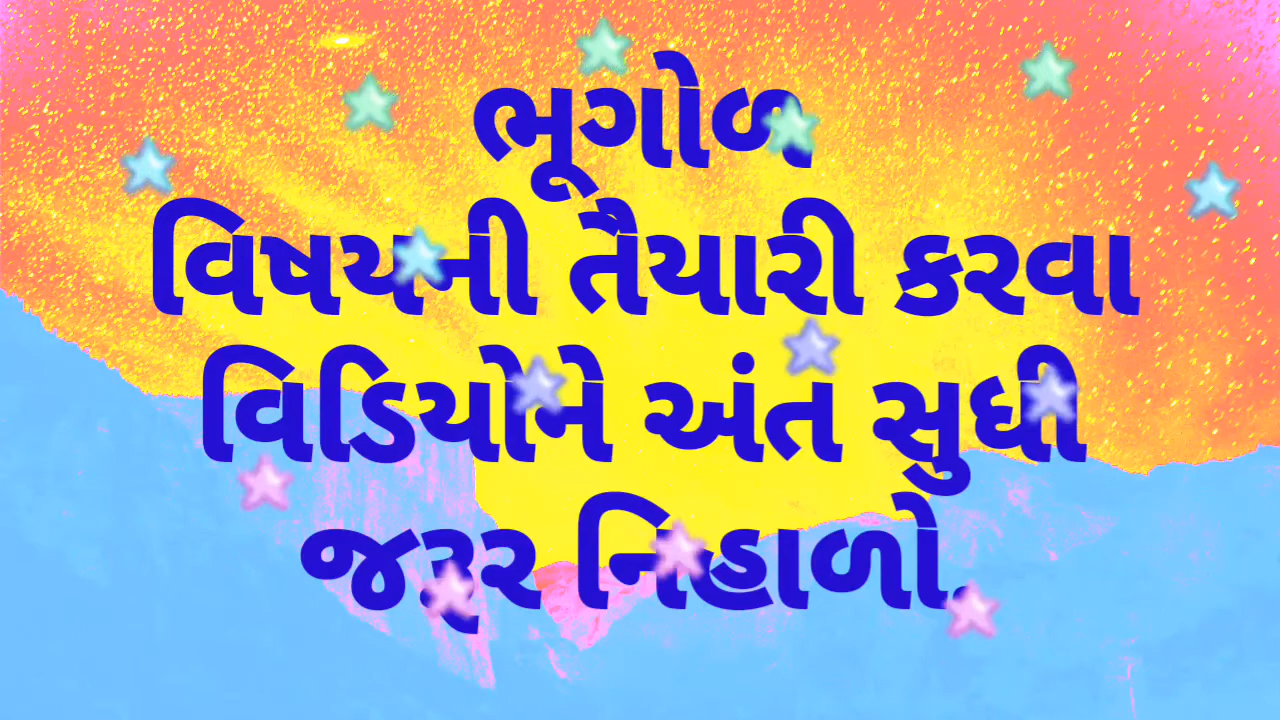 ભૂગોળ
વિષયની તૈયારી કરવા
વિડિયોમે અંત સુધી
જરૂર નિહાળો.